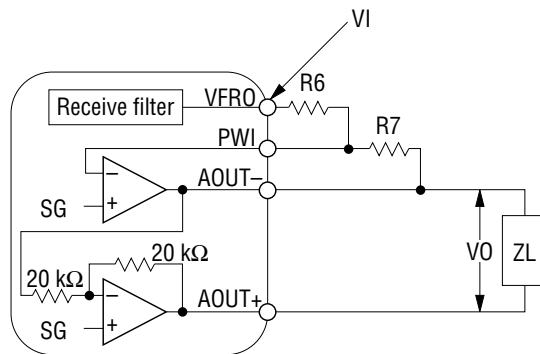 VI
R6
Receive filter
VFRO
R7
PWI
AOUT–
SG
20 kΩ
20 kΩ
VO
ZL
AOUT+
SG